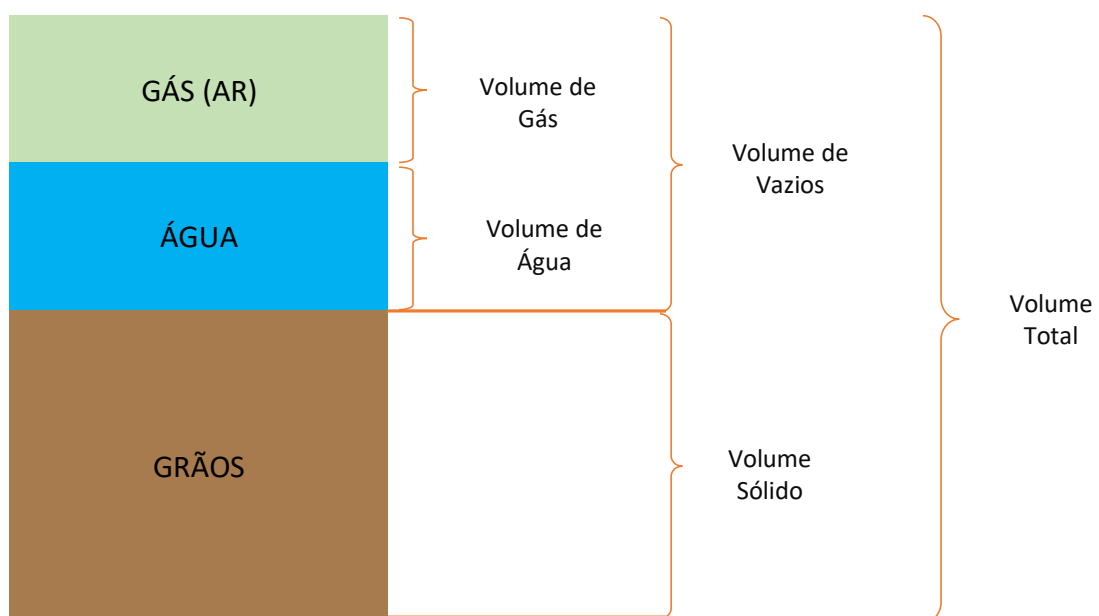 GÁS (AR)
Volume de
Gás
Volume de
Vazios
ÁGUA
Volume de
Água
Volume
Total
GRÃOS
Volume
Sólido